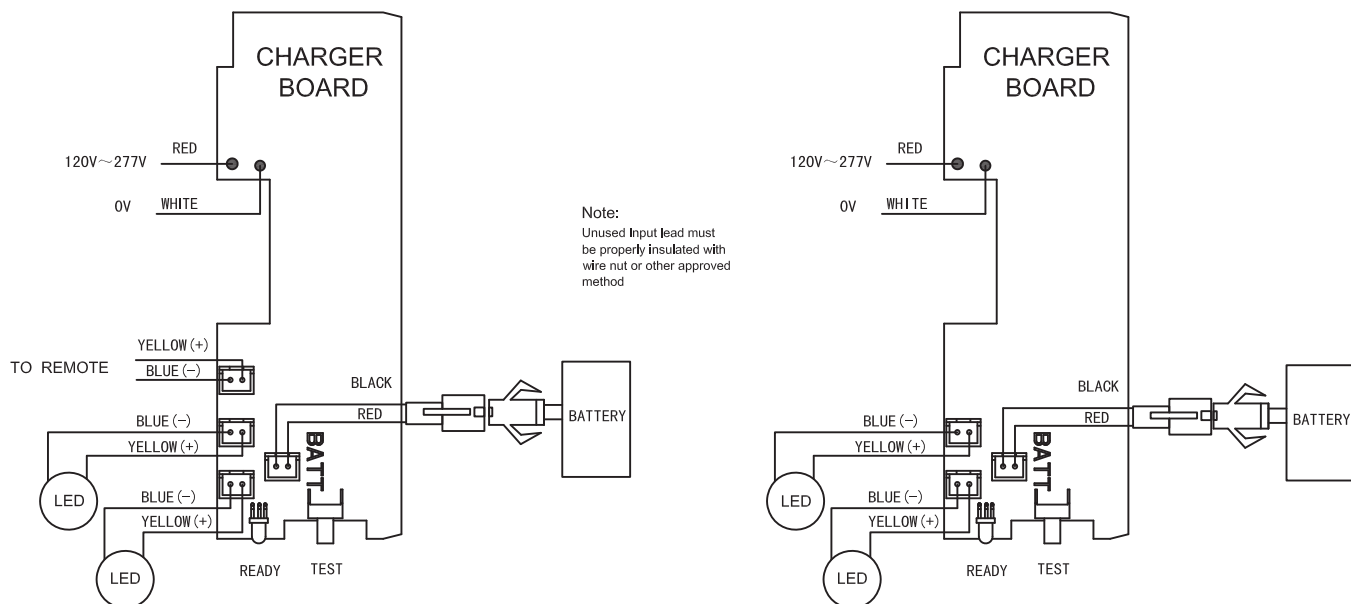 CHARGER
BOARD
120V～277V
RED
0V
WHITE
TO REMOTE
YELLOW(+)
BLUE(-)
BLACK
RED
BATTERY
BLUE(-)
YELLOW(+)
BATT
LED
BLUE(-)
YELLOW(+)
LED
READY
TEST
Note:
Unused Input lead must
be properly insulated with
wire nut or other approved
method
CHARGER
BOARD
120V～277V
RED
0V
WHITE
BLACK
RED
BATTERY
BLUE(-)
YELLOW(+)
BATT
LED
BLUE(-)
YELLOW(+)
LED
READY
TEST